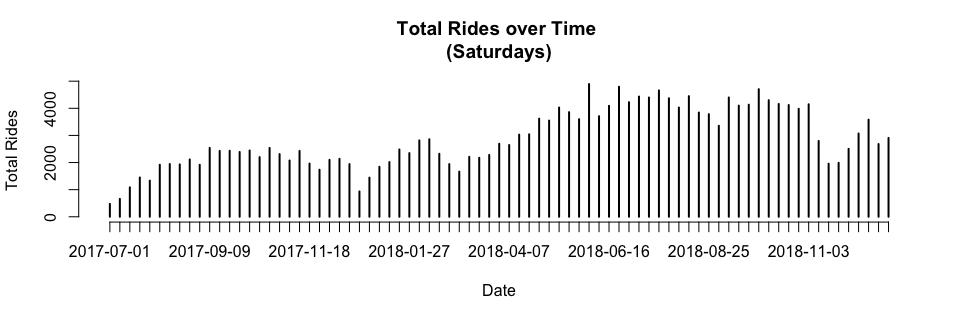 Total Rides over Time
(Saturdays)
Total Rides
4000
2000
0
2017-07-01 2017-09-09 2017-11-18 2018-01-27 2018-04-07 2018-06-16 2018-08-25 2018-11-03
Date